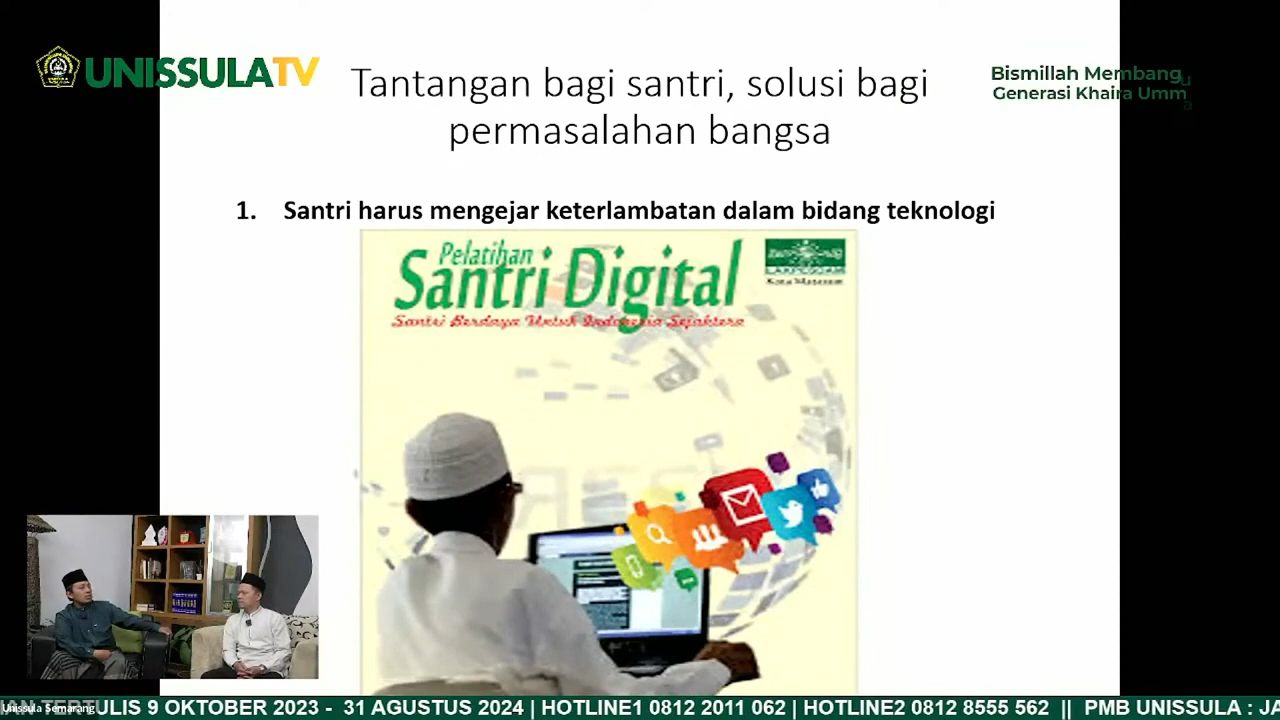 UNISSULATV
Tantangan bagi santri, solusi bagi
permasalahan bangsa
Bismillah Membang
Generasi Khaira Umm
1. Santri harus mengejar keterlambatan dalam bidang teknologi
Pelatihan
Santri Digital
Santri Berdaya Untuk Indonesia Sejahtera
LAKPESDAM
Unissula Semarang
ULIS 9 OKTOBER 2023 - 31 AGUSTUS 2024 | HOTLINE1 0812 2011 062 | HOTLINE2 0812 8555 562 || PMB UNISSULA : JA